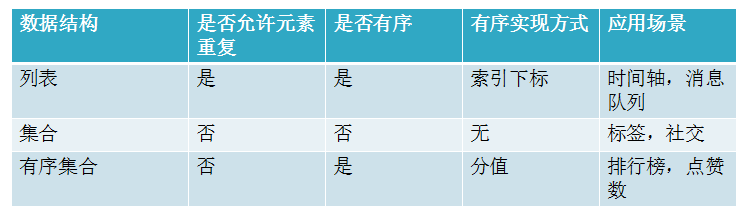 数据结构 是否允许元素 是否有序 有序实现方式 应用场景
重复
列表 是 是 索引下标 时间轴，消息
队列
集合 否 否 无 标签，社交
有序集合 否 是 分值 排行榜，点赞
数